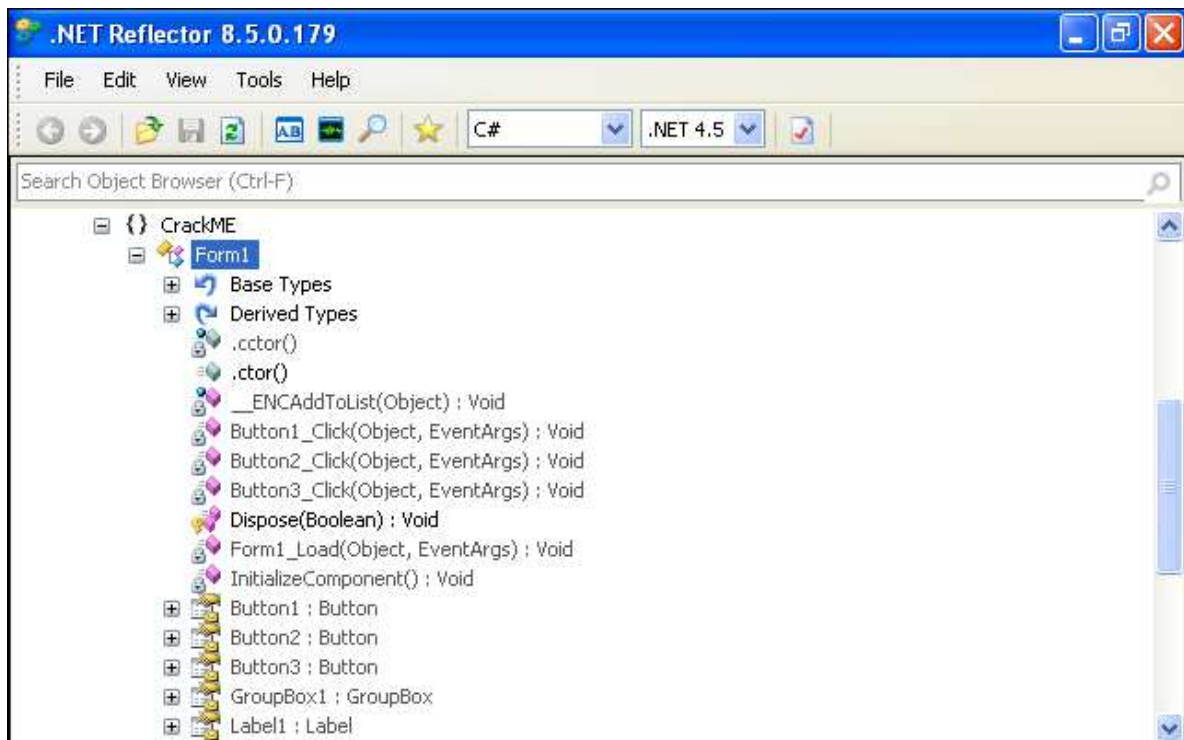 .NET Reflector 8.5.0.179
File Edit View Tools Help
C# .NET 4.5
Search Object Browser (Ctrl-F)
{} CrackME
Form1
Base Types
Derived Types
.cctor()
.ctor()
__ENCAddToList(Object) : Void
Button1_Click(Object, EventArgs) : Void
Button2_Click(Object, EventArgs) : Void
Button3_Click(Object, EventArgs) : Void
Dispose(Boolean) : Void
Form1_Load(Object, EventArgs) : Void
InitializeComponent() : Void
Button1 : Button
Button2 : Button
Button3 : Button
GroupBox1 : GroupBox
Label1 : Label